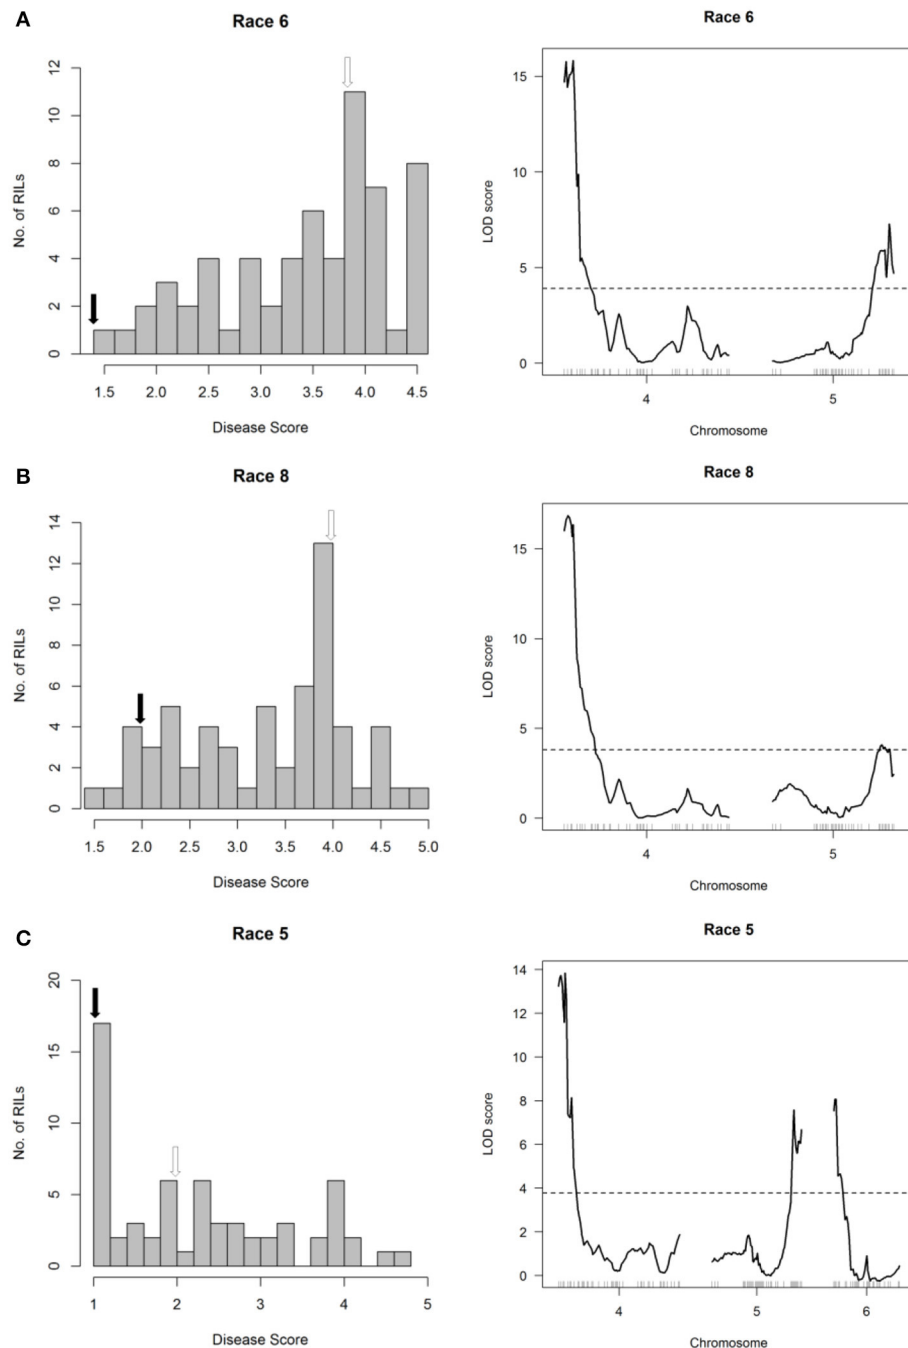 A
Race 6
Race 6
No. of RILs
0 2 4 6 8 10 12
1.5 2.0 2.5 3.0 3.5 4.0 4.5
Disease Score
LOD score
0 5 10 15
4 5
Chromosome
B
Race 8
Race 8
No. of RILs
0 2 4 6 8 10 12 14
1.5 2.0 2.5 3.0 3.5 4.0 4.5 5.0
Disease Score
LOD score
0 5 10 15
4 5
Chromosome
C
Race 5
Race 5
No. of RILs
0 5 10 15 20
1 2 3 4 5
Disease Score
LOD score
0 2 4 6 8 10 12 14
4 5 6
Chromosome